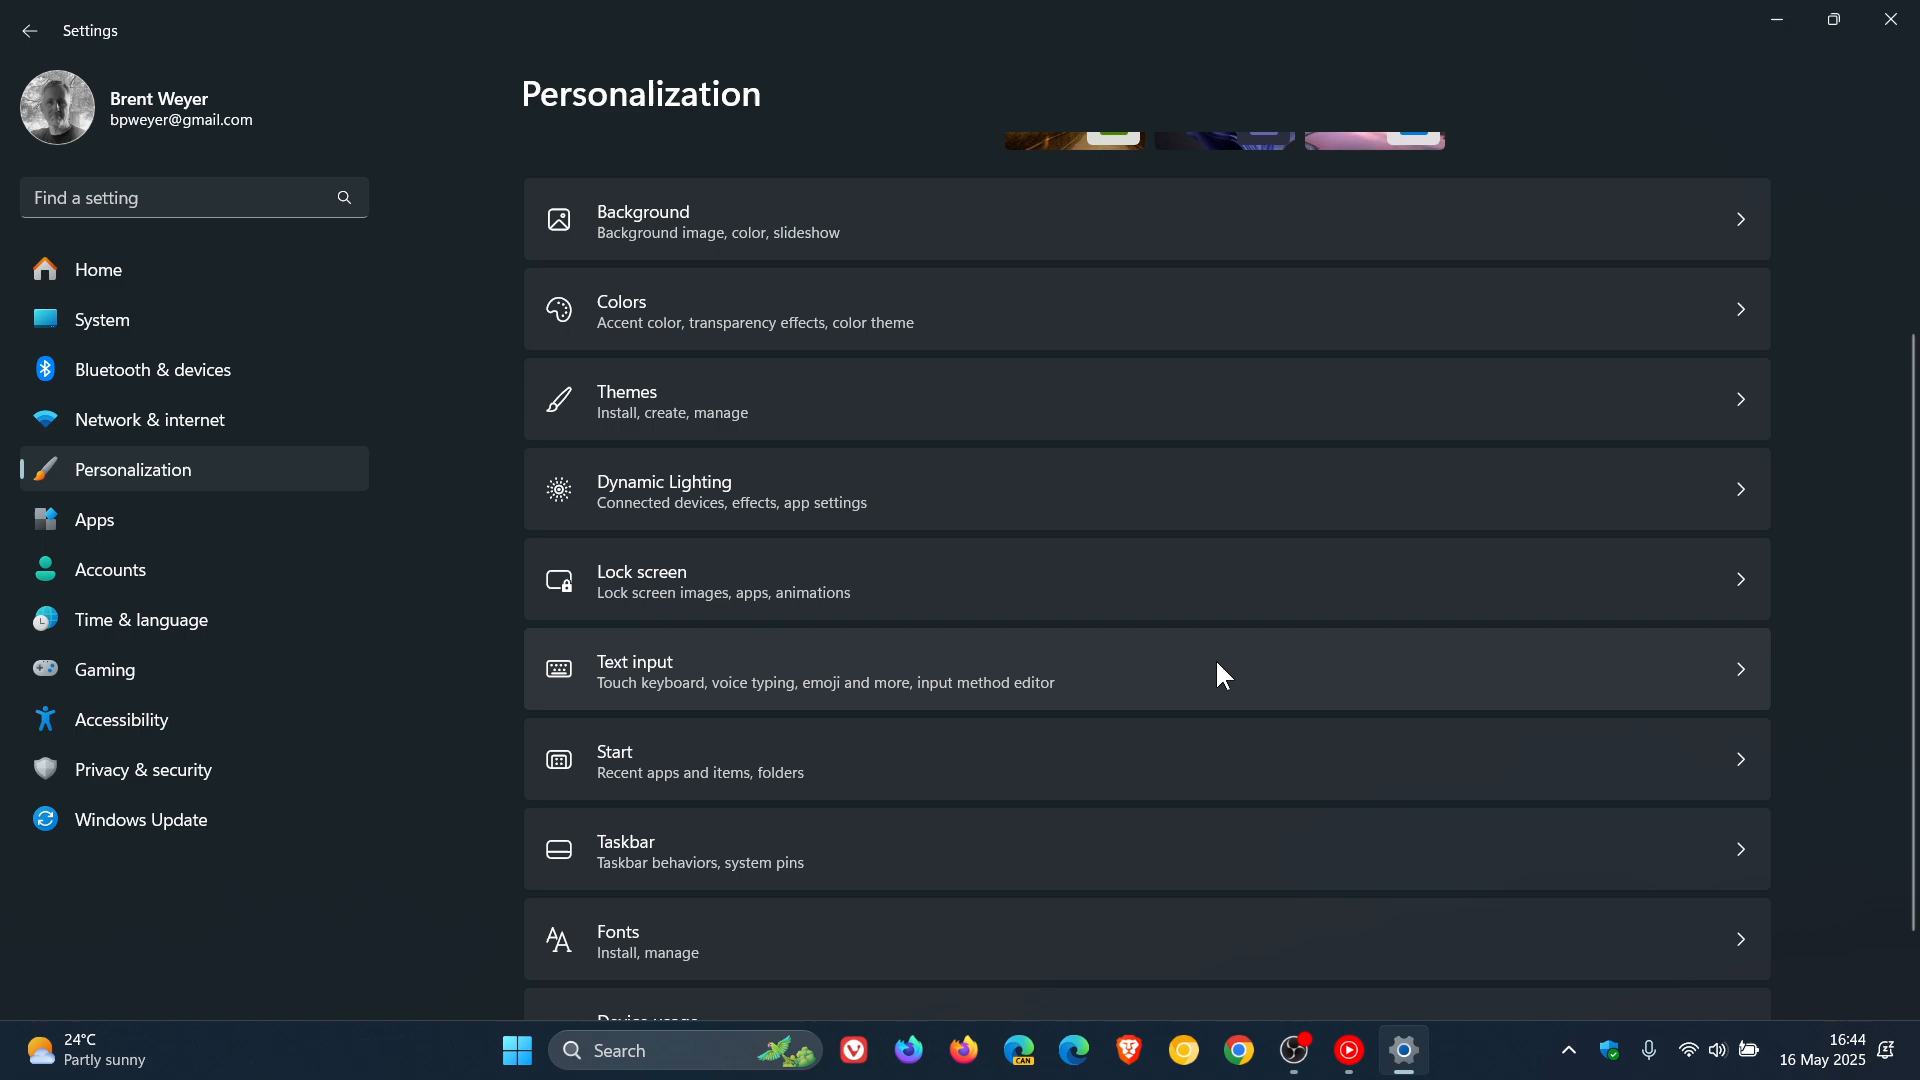 Settings
Brent Weyer
bpweyer@gmail.com
Find a setting
Home
System
Bluetooth & devices
Network & internet
Personalization
Apps
Accounts
Time & language
Gaming
Accessibility
Privacy & security
Windows Update
Personalization
Background
Background image, color, slideshow
Colors
Accent color, transparency effects, color theme
Themes
Install, create, manage
Dynamic Lighting
Connected devices, effects, app settings
Lock screen
Lock screen images, apps, animations
Text input
Touch keyboard, voice typing, emoji and more, input method editor
Start
Recent apps and items, folders
Taskbar
Taskbar behaviors, system pins
Fonts
Install, manage
Device usage
24°C
Partly sunny
Search
CAN
16:44
16 May 2025